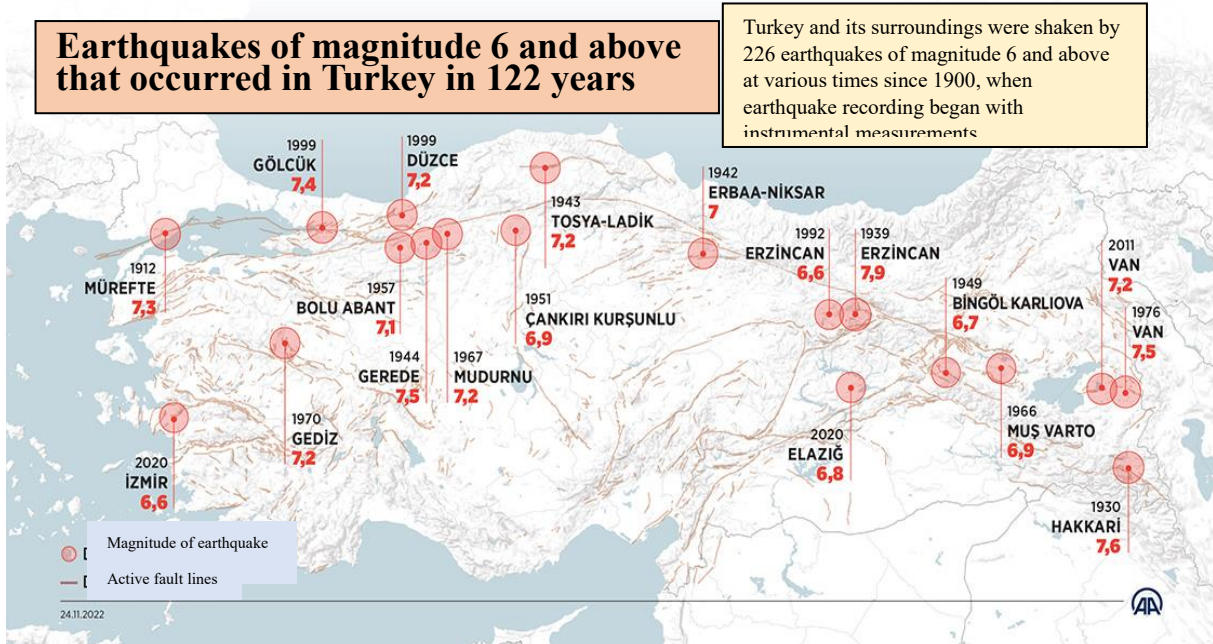 Earthquakes of magnitude 6 and above
that occurred in Turkey in 122 years
Turkey and its surroundings were shaken by
226 earthquakes of magnitude 6 and above
at various times since 1900, when
earthquake recording began with
instrumental measurements
1999
GÖLCÜK
7,4
1999
DÜZCE
7,2
1943
TOSYA-LADİK
7,2
1942
ERBAA-NİKSAR
7
1992
ERZİNCAN
6,6
1939
ERZİNCAN
7,9
2011
VAN
7,2
1912
MÜREFTE
7,3
1957
BOLU ABANT
7,1
1951
ÇANKIRI KURŞUNLU
6,9
1949
BİNGÖL KARLIOVA
6,7
1976
VAN
7,5
1944
GEREDE
7,5
1967
MUDURNU
7,2
1970
GEDİZ
7,2
2020
İZMİR
6,6
2020
ELAZIĞ
6,8
1966
MUŞ VARTO
6,9
1930
HAKKARİ
7,6
Magnitude of earthquake
Active fault lines
24.11.2022
AA